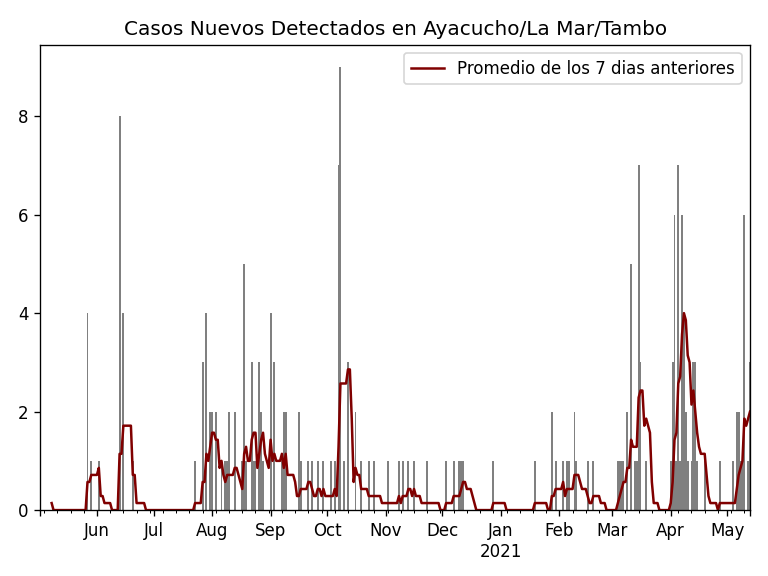 Casos Nuevos Detectados en Ayacucho/La Mar/Tambo
Promedio de los 7 dias anteriores
8
6
4
2
0
Jun Jul Aug Sep Oct Nov Dec Jan Feb Mar Apr May
2021